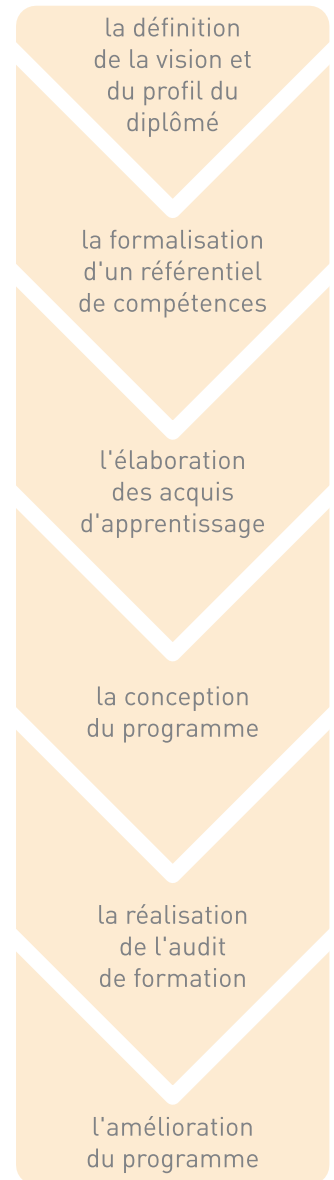 la définition
de la vision et
du profil du
diplômé
la formalisation
d'un référentiel
de compétences
l'élaboration
des acquis
d'apprentissage
la conception
du programme
la réalisation
de l'audit
de formation
l'amélioration
du programme